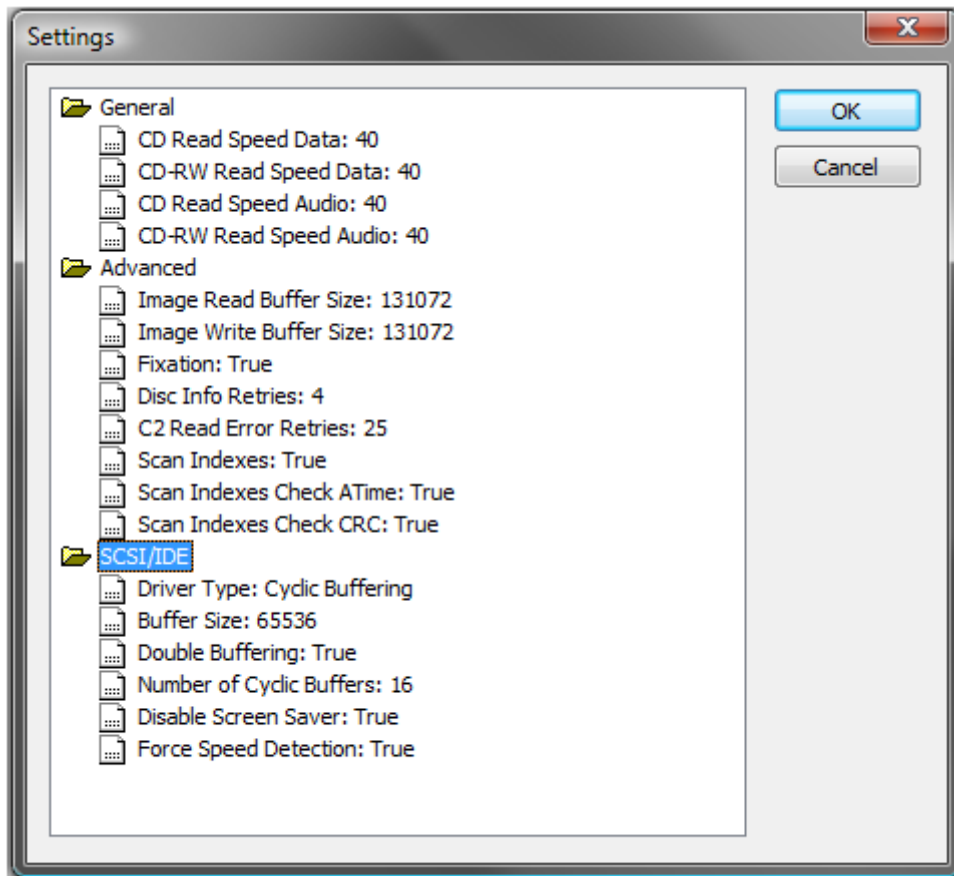 Settings
General
CD Read Speed Data: 40
CD-RW Read Speed Data: 40
CD Read Speed Audio: 40
CD-RW Read Speed Audio: 40
Advanced
Image Read Buffer Size: 131072
Image Write Buffer Size: 131072
Fixation: True
Disc Info Retries: 4
C2 Read Error Retries: 25
Scan Indexes: True
Scan Indexes Check ATime: True
Scan Indexes Check CRC: True
SCSI/IDE
Driver Type: Cyclic Buffering
Buffer Size: 65536
Double Buffering: True
Number of Cyclic Buffers: 16
Disable Screen Saver: True
Force Speed Detection: True
OK
Cancel